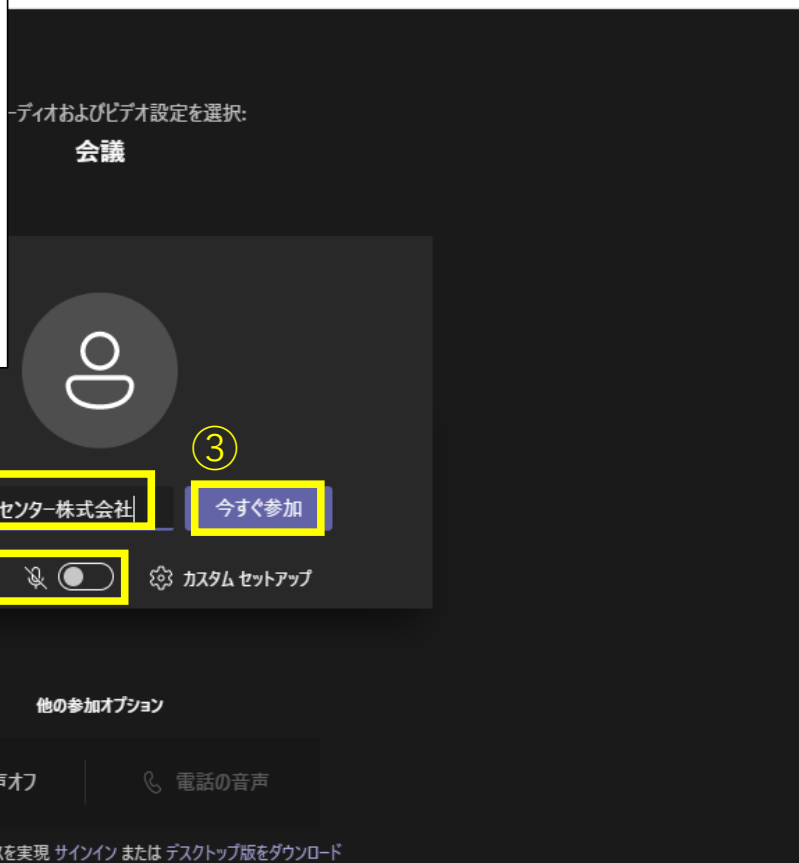 ーディオおよびビデオ設定を選択:
会議
③
センター株式会社 今すぐ参加
カスタム セットアップ
他の参加オプション
声オフ 電話の音声
を実現 サインイン または デスクトップ版をダウンロード